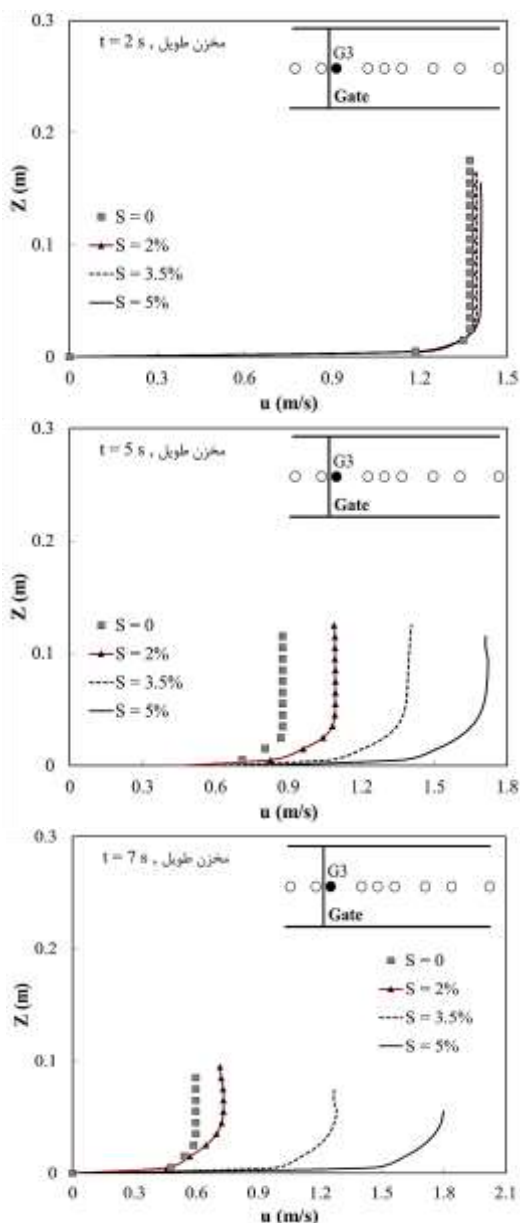 0.3
t = 2 s , مخزن طويل
G3
Gate
0.2
Z (m)
S = 0
S = 2%
0.1
S = 3.5%
S = 5%
0
0 0.3 0.6 0.9 1.2 1.5
u (m/s)
0.3
t = 5 s , مخزن طويل
G3
Gate
0.2
Z (m)
S = 0
S = 2%
0.1
S = 3.5%
S = 5%
0
0 0.3 0.6 0.9 1.2 1.5 1.8
u (m/s)
0.3
t = 7 s , مخزن طويل
G3
Gate
0.2
Z (m)
S = 0
S = 2%
S = 3.5%
0.1
S = 5%
0
0 0.3 0.6 0.9 1.2 1.5 1.8 2.1
u (m/s)